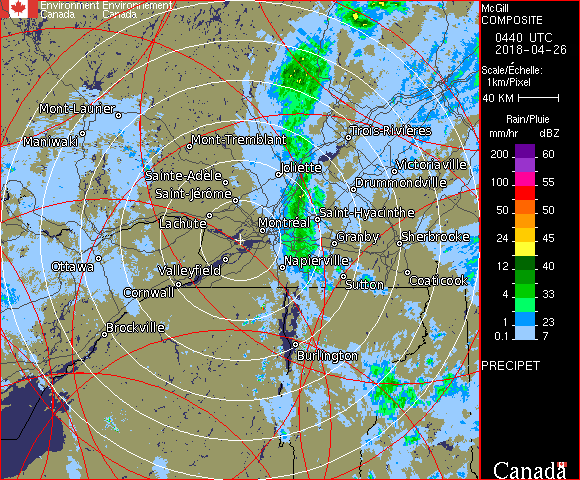 Environment Environnement
Canada Canada
McGill
COMPOSITE
0440 UTC
2018-04-26
Scale/Échelle:
1km/Pixel
40 KM
Rain/Pluie
mm/hr dBZ
200 60
100 55
50 50
24 45
12 40
4 33
1 23
0.1 7
PRECIPET
Canada
Mont-Laurier
Maniwaki
Mont-Tremblant
Trois-Rivières
Joliette
Victoriaville
Sainte-Adèle
Drummondville
Saint-Jérôme
Lachute
Saint-Hyacinthe
Montréal
Granby
Sherbrooke
Ottawa
Valleyfield
Napierville
Cornwall
Sutton
Coaticook
Brockville
Burlington